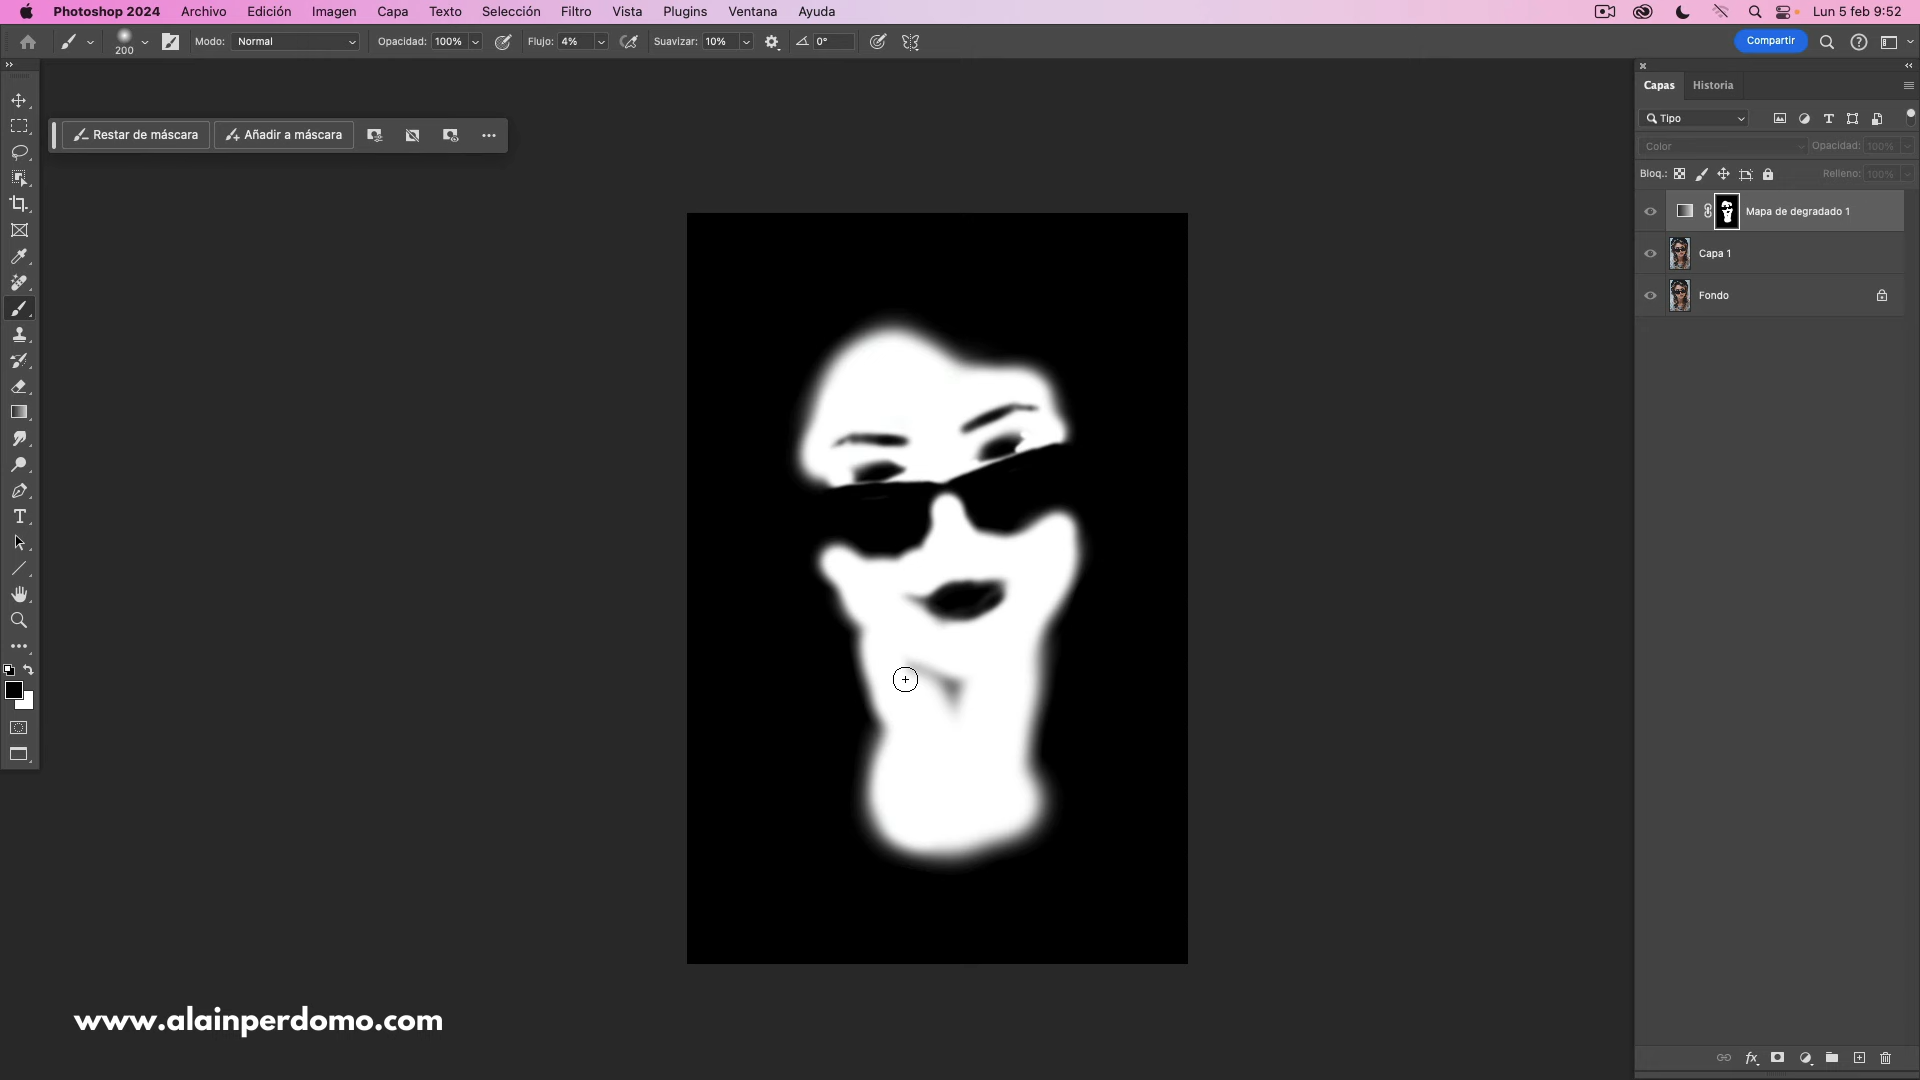 Photoshop 2024 Archivo Edición Imagen Capa Texto Selección Filtro Vista Plugins Ventana Ayuda Lun 5 feb 9:52
200 Modo: Normal Opacidad: 100% Flujo: 4% Suavizar: 10% 0° Compartir
Capas Historia
Tipo
Restar de máscara Añadir a máscara
Color Opacidad: 100%
Bloq.: Relleno: 100%
Mapa de degradado 1
Capa 1
Fondo
www.alainperdomo.com